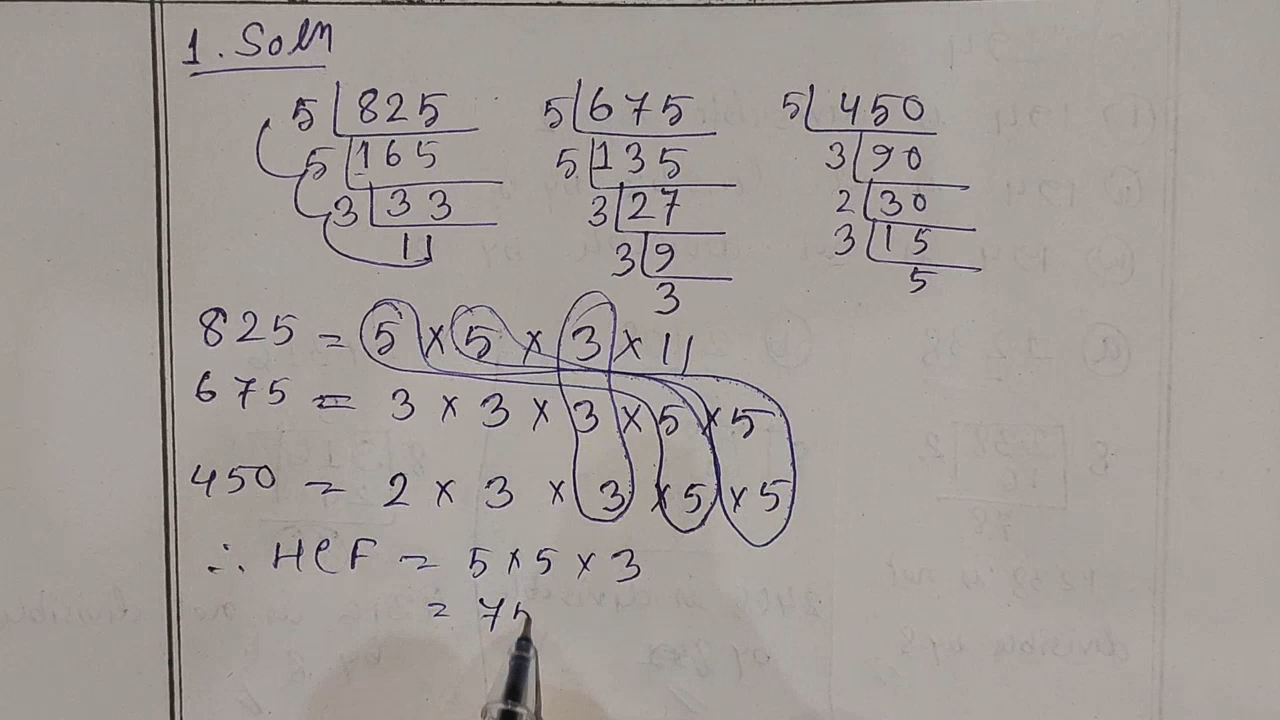 1. Soln
5 825 5 675 5 450
5 165 5 135 3 90
3 33 3 27 2 30
11 3 9 3 15
3 5
825 = 5 × 5 × 3 × 11
675 = 3 × 3 × 3 × 5 × 5
450 = 2 × 3 × 3 × 5 × 5
∴ HCF = 5 × 5 × 3
= 75